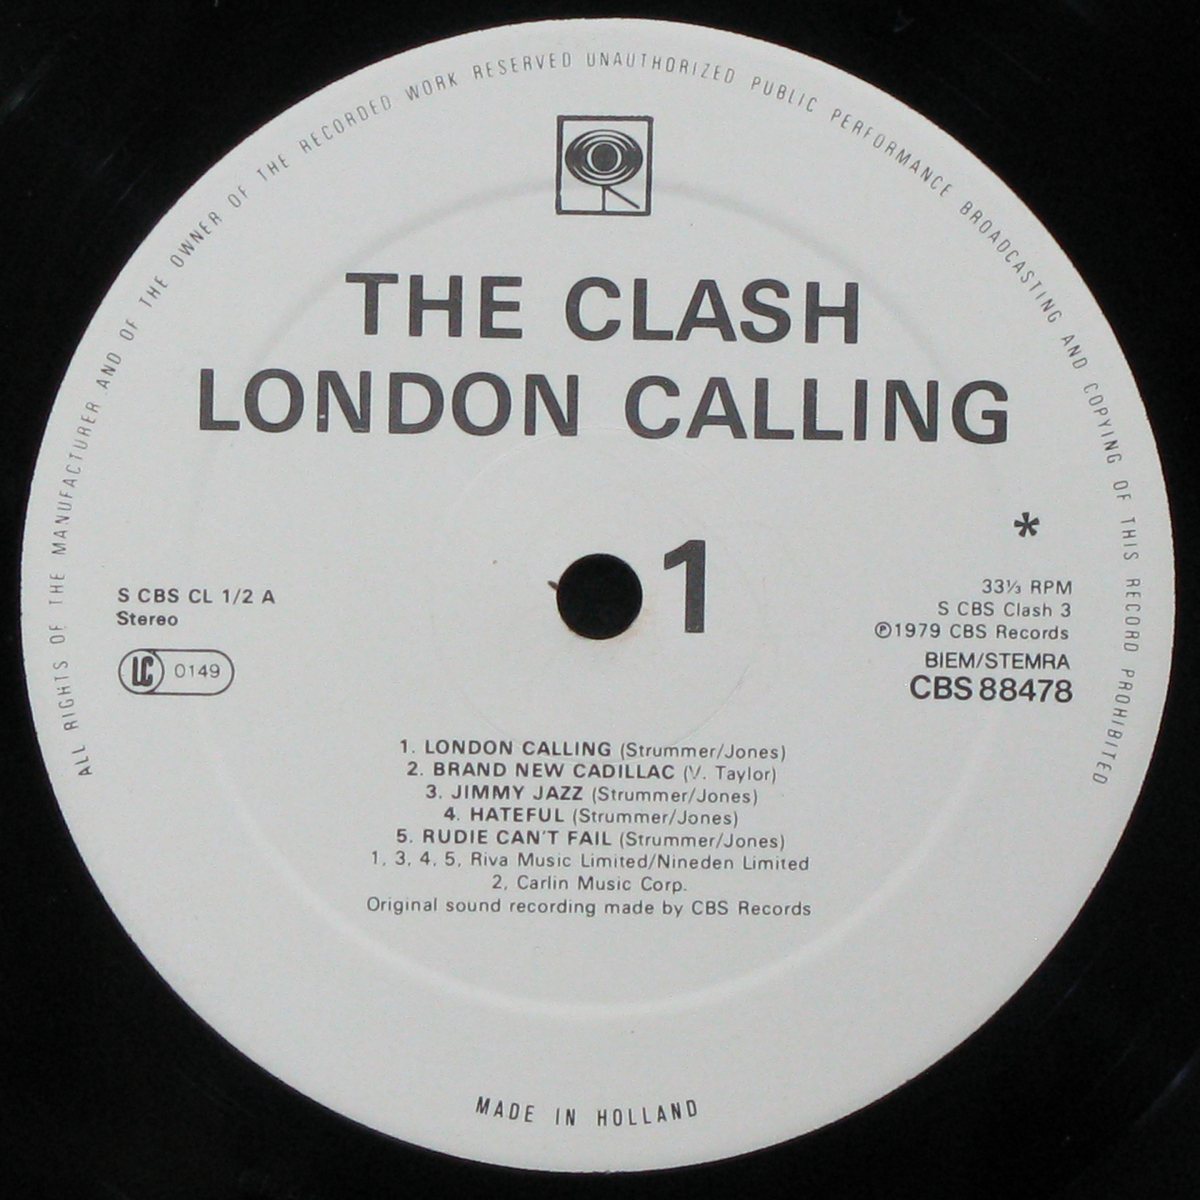 ALL RIGHTS OF THE MANUFACTURER AND OF THE OWNER OF THE RECORDED WORK RESERVED UNAUTHORIZED PUBLIC PERFORMANCE BROADCASTING AND COPYING OF THIS RECORD PROHIBITED
THE CLASH
LONDON CALLING
*
1
S CBS CL 1/2 A
Stereo
LC 0149
33⅓ RPM
S CBS Clash 3
℗1979 CBS Records
BIEM/STEMRA
CBS 88478
1. LONDON CALLING (Strummer/Jones)
2. BRAND NEW CADILLAC (V. Taylor)
3. JIMMY JAZZ (Strummer/Jones)
4. HATEFUL (Strummer/Jones)
5. RUDIE CAN'T FAIL (Strummer/Jones)
1, 3, 4, 5, Riva Music Limited/Nineden Limited
2, Carlin Music Corp.
Original sound recording made by CBS Records
MADE IN HOLLAND